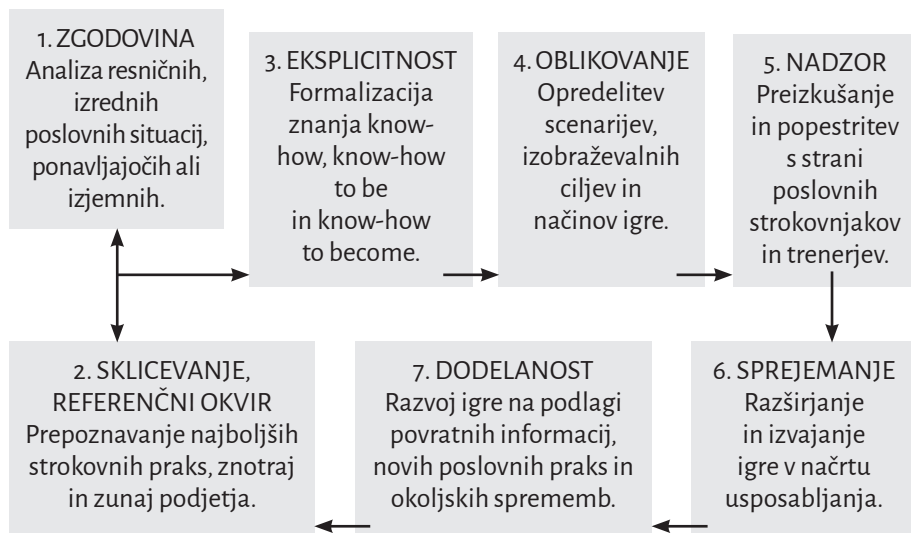 1. ZGODOVINA
Analiza resničnih,
izrednih
poslovnih situacij,
ponavljajočih ali
izjemnih.
3. EKSPLICITNOST
Formalizacija
znanja know-
how, know-how
to be
in know-how
to become.
4. OBLIKOVANJE
Opredelitev
scenarijev,
izobraževalnih
ciljev in
načinov igre.
5. NADZOR
Preizkušanje
in popestritev
s strani
poslovnih
strokovnjakov
in trenerjev.
2. SKLICEVANJE,
REFERENČNI OKVIR
Prepoznavanje najboljših
strokovnih praks, znotraj
in zunaj podjetja.
7. DODELANOST
Razvoj igre na podlagi
povratnih informacij,
novih poslovnih praks in
okoljskih sprememb.
6. SPREJEMANJE
Razširjanje
in izvajanje
igre v načrtu
usposabljanja.